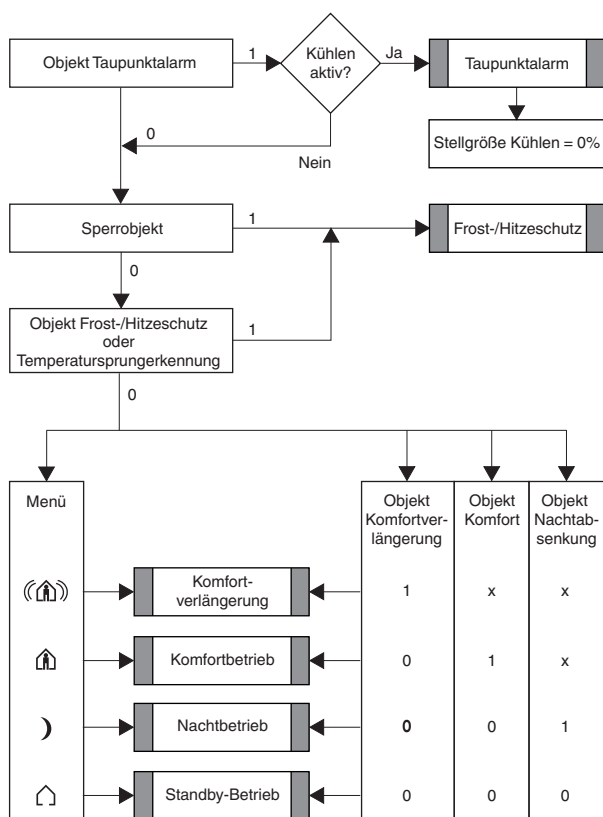 Objekt Taupunktalarm
1
Kühlen
aktiv?
Ja
Taupunktalarm
Stellgröße Kühlen = 0%
0
Nein
Sperrobjekt
1
Frost-/Hitzeschutz
0
Objekt Frost-/Hitzeschutz
oder
Temperatursprungerkennung
1
0
Menü
Objekt
Komfortver-
längerung
Objekt
Komfort
Objekt
Nachtab-
senkung
Komfort-
verlängerung
1 x x
Komfortbetrieb
0 1 x
Nachtbetrieb
0 0 1
Standby-Betrieb
0 0 0